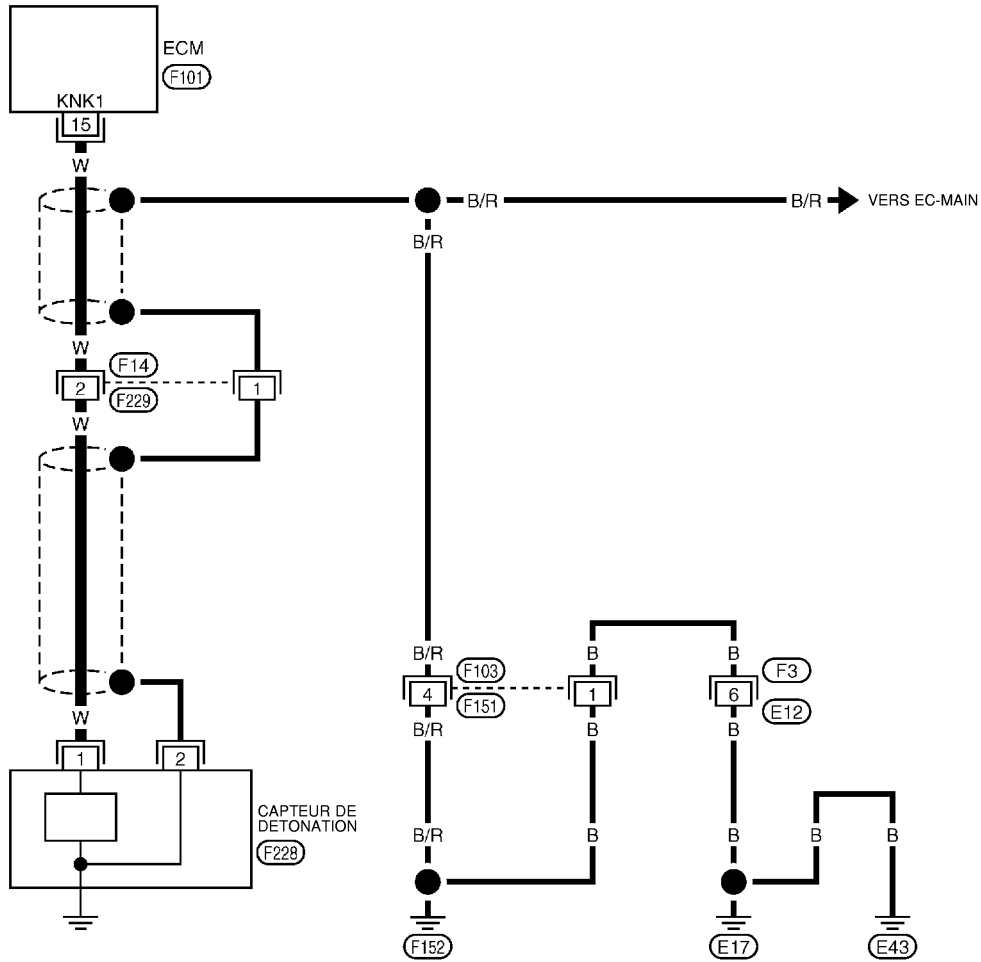 ECM
F101
KNK1
15
W
B/R
B/R
VERS EC-MAIN
B/R
W
F14
2
1
F229
W
B/R
B
B
F103
F3
4
1
6
F151
E12
W
B/R
B
B
1
2
CAPTEUR DE
DETONATION
F228
B/R
B
B
B
B
F152
E17
E43